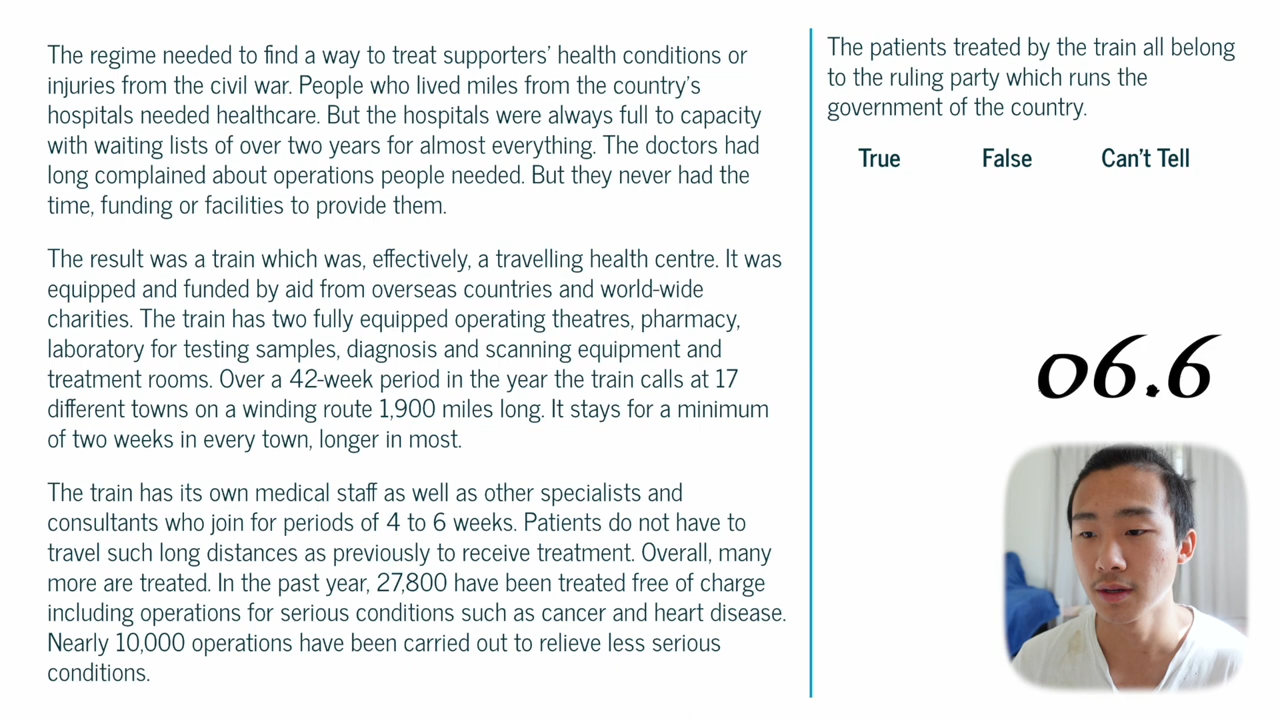 The regime needed to find a way to treat supporters' health conditions or
injuries from the civil war. People who lived miles from the country's
hospitals needed healthcare. But the hospitals were always full to capacity
with waiting lists of over two years for almost everything. The doctors had
long complained about operations people needed. But they never had the
time, funding or facilities to provide them.
The result was a train which was, effectively, a travelling health centre. It was
equipped and funded by aid from overseas countries and world-wide
charities. The train has two fully equipped operating theatres, pharmacy,
laboratory for testing samples, diagnosis and scanning equipment and
treatment rooms. Over a 42-week period in the year the train calls at 17
different towns on a winding route 1,900 miles long. It stays for a minimum
of two weeks in every town, longer in most.
The train has its own medical staff as well as other specialists and
consultants who join for periods of 4 to 6 weeks. Patients do not have to
travel such long distances as previously to receive treatment. Overall, many
more are treated. In the past year, 27,800 have been treated free of charge
including operations for serious conditions such as cancer and heart disease.
Nearly 10,000 operations have been carried out to relieve less serious
conditions.
The patients treated by the train all belong
to the ruling party which runs the
government of the country.
True False Can't Tell
06.6